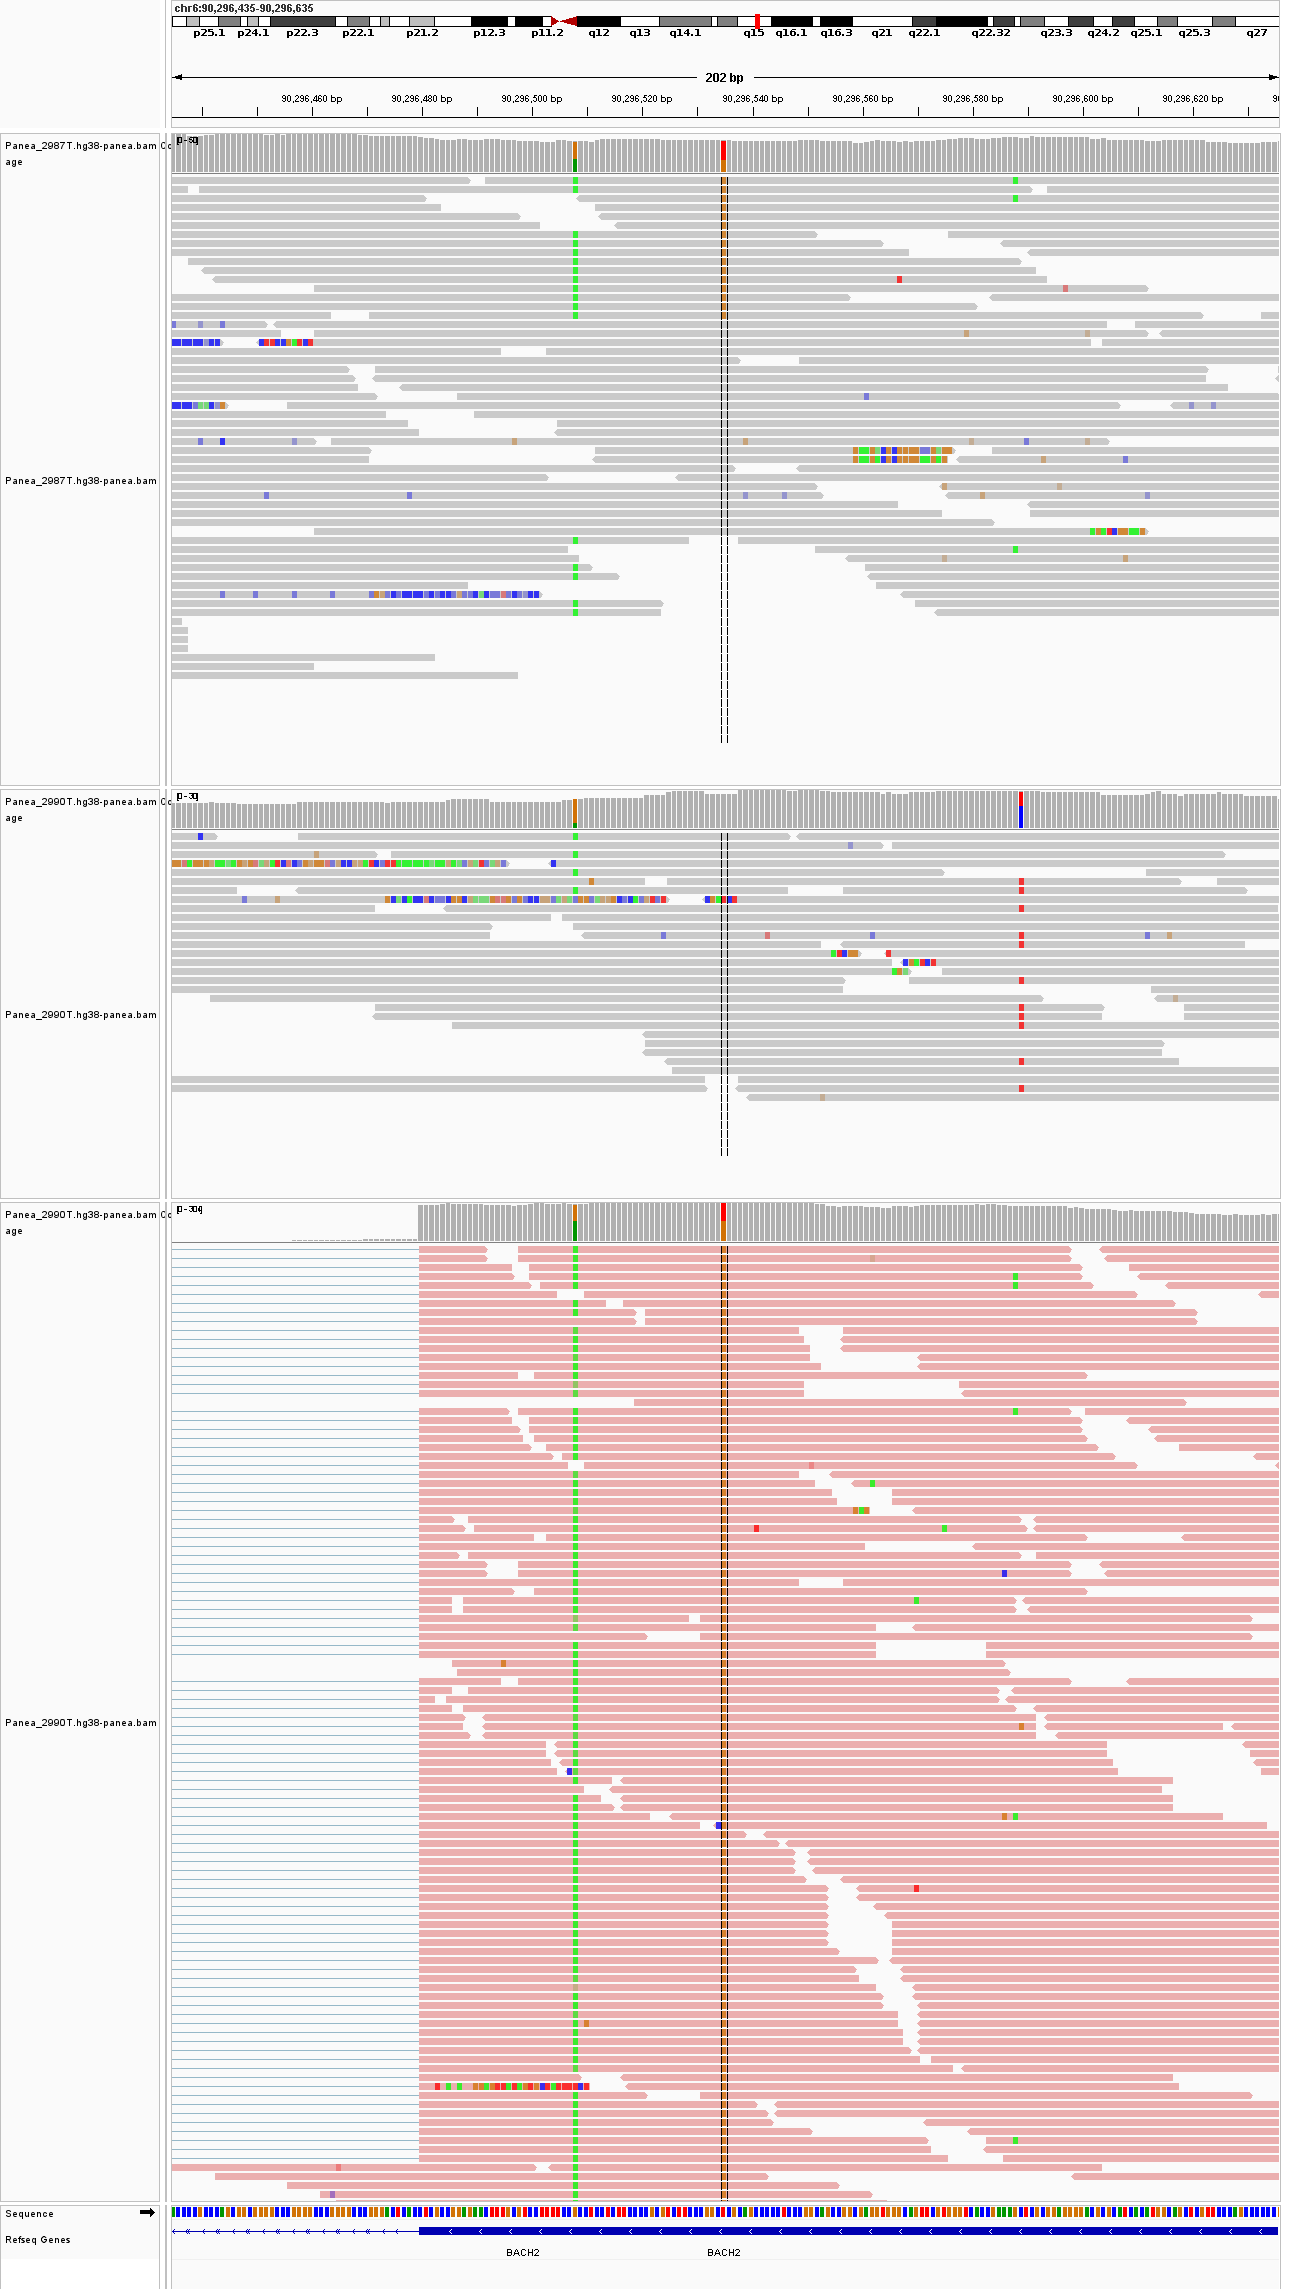 chr6:90,296,435-90,296,635
p25.1 p24.1 p22.3 p22.1 p21.2 p12.3 p11.2 q12 q13 q14.1 q15 q16.1 q16.3 q21 q22.1 q22.32 q23.3 q24.2 q25.1 q25.3 q27
202 bp
90,296,460 bp 90,296,480 bp 90,296,500 bp 90,296,520 bp 90,296,540 bp 90,296,560 bp 90,296,580 bp 90,296,600 bp 90,296,620 bp 90
Panea_2987T.hg38-panea.bam Co
age
[0-60]
Panea_2987T.hg38-panea.bam
Panea_2990T.hg38-panea.bam Co
age
[0-30]
Panea_2990T.hg38-panea.bam
Panea_2990T.hg38-panea.bam Co
age
[0-304]
Panea_2990T.hg38-panea.bam
Sequence
Refseq Genes
BACH2 BACH2